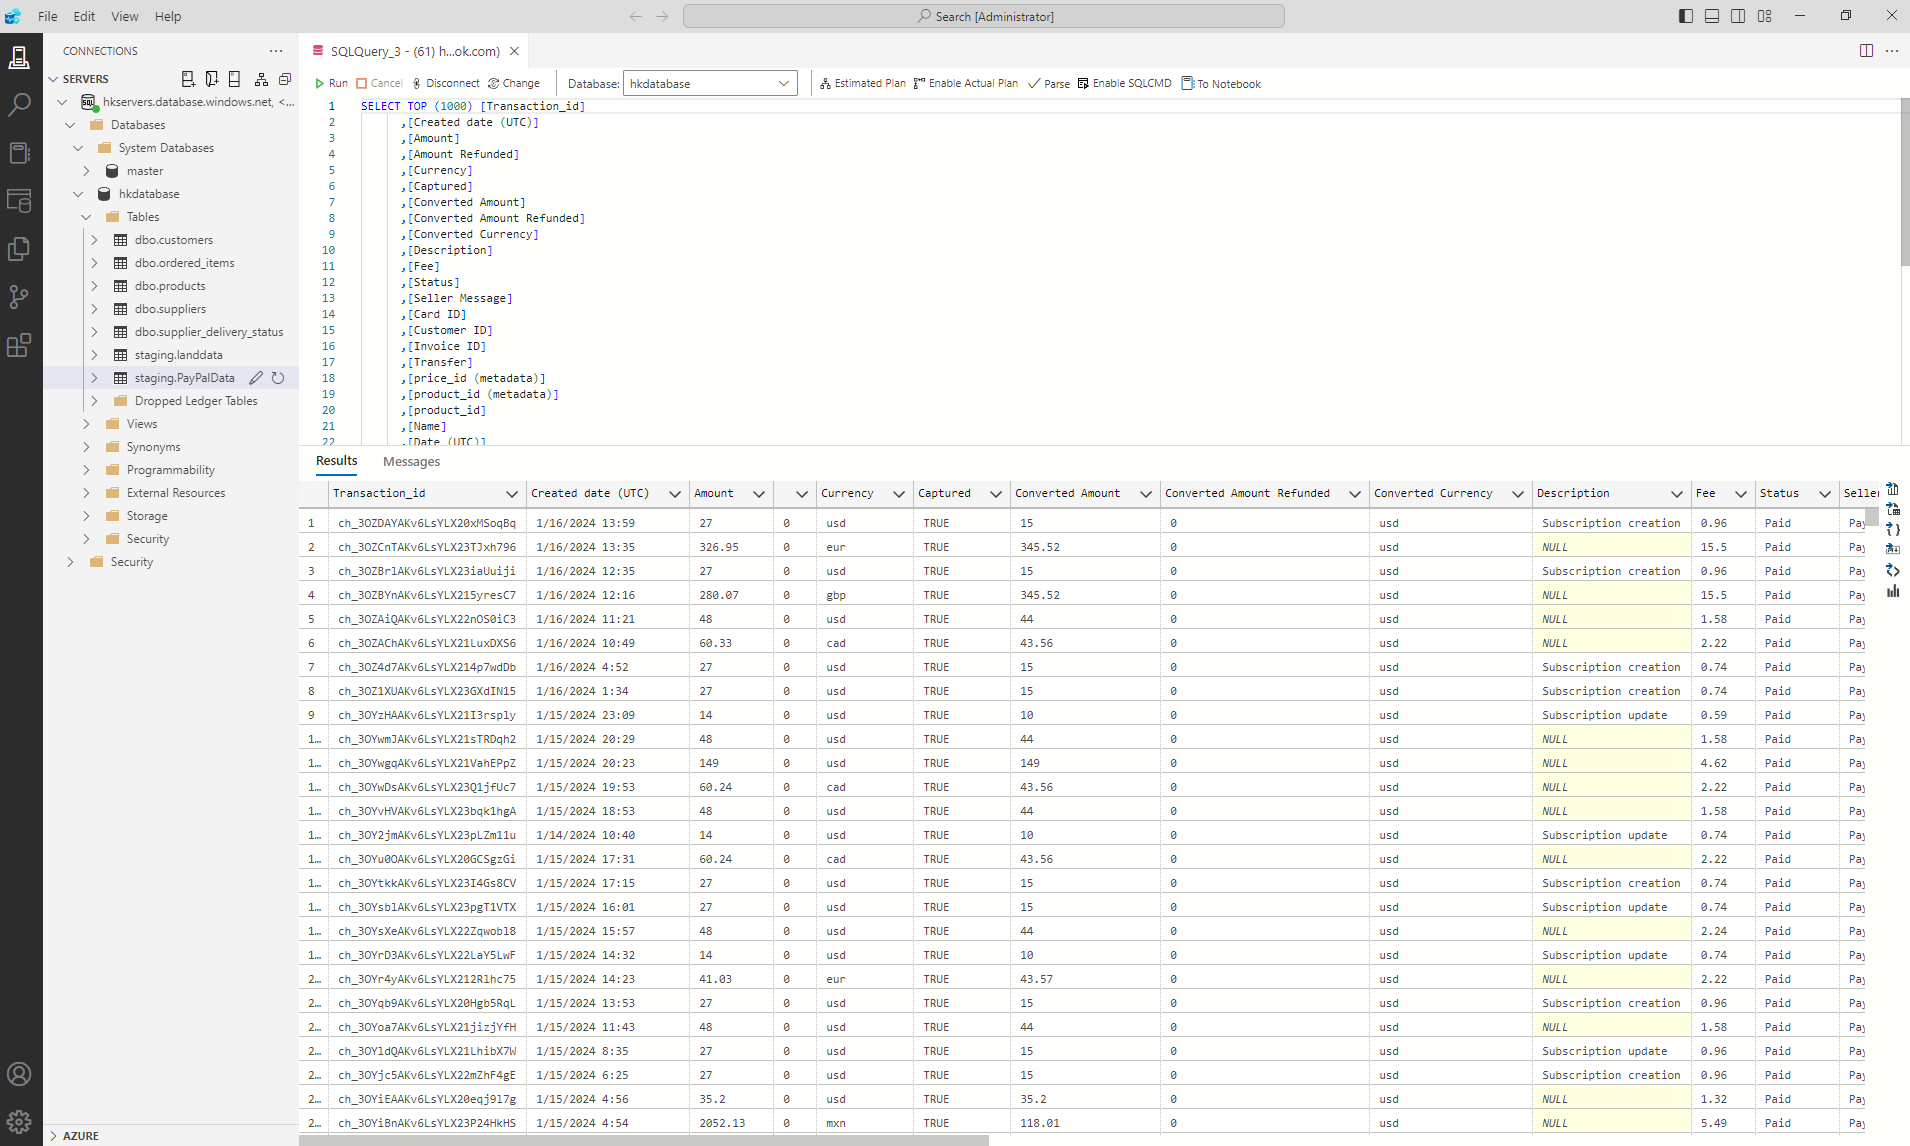 File Edit View Help
Search [Administrator]
CONNECTIONS
SERVERS
hkservers.database.windows.net, <...
Databases
System Databases
master
hkdatabase
Tables
dbo.customers
dbo.ordered_items
dbo.products
dbo.suppliers
dbo.supplier_delivery_status
staging.landdata
staging.PayPalData
Dropped Ledger Tables
Views
Synonyms
Programmability
External Resources
Storage
Security
Security
AZURE
SQLQuery_3 - (61) h...ok.com)
Run Cancel Disconnect Change Database: hkdatabase Estimated Plan Enable Actual Plan Parse Enable SQLCMD To Notebook
1 SELECT TOP (1000) [Transaction_id]
2 ,[Created date (UTC)]
3 ,[Amount]
4 ,[Amount Refunded]
5 ,[Currency]
6 ,[Captured]
7 ,[Converted Amount]
8 ,[Converted Amount Refunded]
9 ,[Converted Currency]
10 ,[Description]
11 ,[Fee]
12 ,[Status]
13 ,[Seller Message]
14 ,[Card ID]
15 ,[Customer ID]
16 ,[Invoice ID]
17 ,[Transfer]
18 ,[price_id (metadata)]
19 ,[product_id (metadata)]
20 ,[product_id]
21 ,[Name]
22 ,[Date (UTC)]
Results Messages
Transaction_id Created date (UTC) Amount Currency Captured Converted Amount Converted Amount Refunded Converted Currency Description Fee Status Seller
1 ch_3OZDAYAKv6LsYLX20xMSoqBq 1/16/2024 13:59 27 0 usd TRUE 15 0 usd Subscription creation 0.96 Paid Pay
2 ch_3OZCnTAKv6LsYLX23TJxh796 1/16/2024 13:35 326.95 0 eur TRUE 345.52 0 usd NULL 15.5 Paid Pay
3 ch_3OZBrlAKv6LsYLX23iaUuiji 1/16/2024 12:35 27 0 usd TRUE 15 0 usd Subscription creation 0.96 Paid Pay
4 ch_3OZBYnAKv6LsYLX215yresC7 1/16/2024 12:16 280.07 0 gbp TRUE 345.52 0 usd NULL 15.5 Paid Pay
5 ch_3OZAiQAKv6LsYLX22nOS0iC3 1/16/2024 11:21 48 0 usd TRUE 44 0 usd NULL 1.58 Paid Pay
6 ch_3OZAChAKv6LsYLX21LuxDXS6 1/16/2024 10:49 60.33 0 cad TRUE 43.56 0 usd NULL 2.22 Paid Pay
7 ch_3OZ4d7AKv6LsYLX214p7wdDb 1/16/2024 4:52 27 0 usd TRUE 15 0 usd Subscription creation 0.74 Paid Pay
8 ch_3OZ1XUAKv6LsYLX23GXdIN15 1/16/2024 1:34 27 0 usd TRUE 15 0 usd Subscription creation 0.74 Paid Pay
9 ch_3OYzHAAKv6LsYLX21I3rsply 1/15/2024 23:09 14 0 usd TRUE 10 0 usd Subscription update 0.59 Paid Pay
1... ch_3OYwmJAKv6LsYLX21sTRDqh2 1/15/2024 20:29 48 0 usd TRUE 44 0 usd NULL 1.58 Paid Pay
1... ch_3OYwgqAKv6LsYLX21VahEPpZ 1/15/2024 20:23 149 0 usd TRUE 149 0 usd NULL 4.62 Paid Pay
1... ch_3OYwDsAKv6LsYLX23Q1jfUc7 1/15/2024 19:53 60.24 0 cad TRUE 43.56 0 usd NULL 2.22 Paid Pay
1... ch_3OYvHVAKv6LsYLX23bqk1hgA 1/15/2024 18:53 48 0 usd TRUE 44 0 usd NULL 1.58 Paid Pay
1... ch_3OY2jmAKv6LsYLX23pLZm11u 1/14/2024 10:40 14 0 usd TRUE 10 0 usd Subscription update 0.74 Paid Pay
1... ch_3OYu0OAKv6LsYLX20GCSgzGi 1/15/2024 17:31 60.24 0 cad TRUE 43.56 0 usd NULL 2.22 Paid Pay
1... ch_3OYtkkAKv6LsYLX23I4Gs8CV 1/15/2024 17:15 27 0 usd TRUE 15 0 usd Subscription creation 0.74 Paid Pay
1... ch_3OYsblAKv6LsYLX23pgT1VTX 1/15/2024 16:01 27 0 usd TRUE 15 0 usd Subscription update 0.74 Paid Pay
1... ch_3OYsXeAKv6LsYLX22Zqwobl8 1/15/2024 15:57 48 0 usd TRUE 44 0 usd NULL 2.24 Paid Pay
1... ch_3OYrD3AKv6LsYLX22LaY5LwF 1/15/2024 14:32 14 0 usd TRUE 10 0 usd Subscription update 0.74 Paid Pay
2... ch_3OYr4yAKv6LsYLX212Rlhc75 1/15/2024 14:23 41.03 0 eur TRUE 43.57 0 usd NULL 2.22 Paid Pay
2... ch_3OYqb9AKv6LsYLX20Hgb5RqL 1/15/2024 13:53 27 0 usd TRUE 15 0 usd Subscription creation 0.96 Paid Pay
2... ch_3OYoa7AKv6LsYLX21jizjYfH 1/15/2024 11:43 48 0 usd TRUE 44 0 usd NULL 1.58 Paid Pay
2... ch_3OYldQAKv6LsYLX21LhibX7W 1/15/2024 8:35 27 0 usd TRUE 15 0 usd Subscription update 0.96 Paid Pay
2... ch_3OYjc5AKv6LsYLX22mZhF4gE 1/15/2024 6:25 27 0 usd TRUE 15 0 usd Subscription creation 0.96 Paid Pay
2... ch_3OYiEAAKv6LsYLX20eqj9l7g 1/15/2024 4:56 35.2 0 usd TRUE 35.2 0 usd NULL 1.32 Paid Pay
2... ch_3OYiBnAKv6LsYLX23P24HkHS 1/15/2024 4:54 2052.13 0 mxn TRUE 118.01 0 usd NULL 5.49 Paid Pay